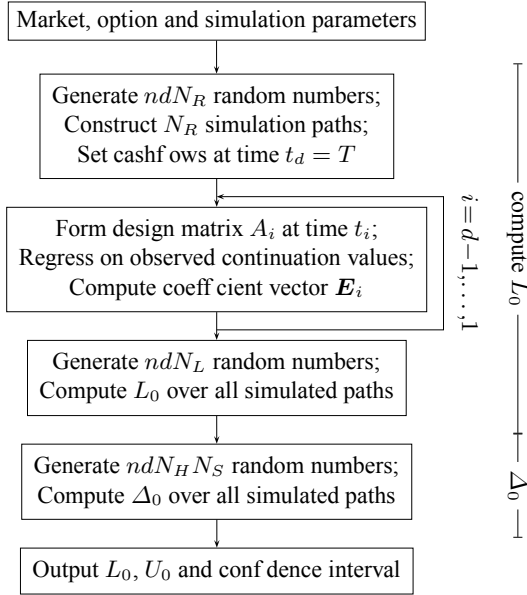 Market, option and simulation parameters
Generate ndN_R random numbers;
Construct N_R simulation paths;
Set cashf ows at time t_d = T
Form design matrix A_i at time t_i;
Regress on observed continuation values;
Compute coeff cient vector E_i
i=d−1,...,1
Generate ndN_L random numbers;
Compute L_0 over all simulated paths
compute L_0
Generate ndN_HN_S random numbers;
Compute Δ_0 over all simulated paths
Δ_0
Output L_0, U_0 and conf dence interval